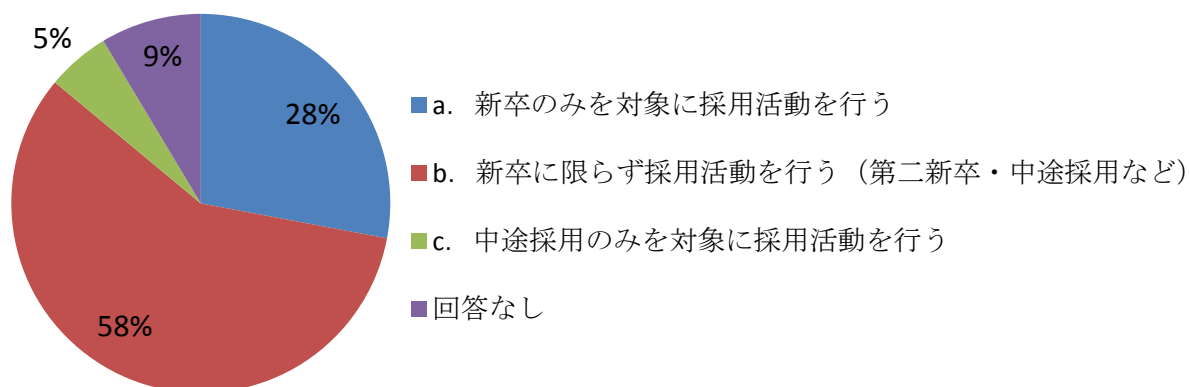 5%
9%
28%
58%
a. 新卒のみを対象に採用活動を行う
b. 新卒に限らず採用活動を行う（第二新卒・中途採用など）
c. 中途採用のみを対象に採用活動を行う
回答なし